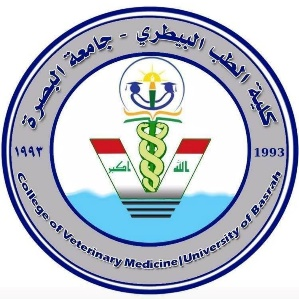 كلية الطب البيطري - جامعة البصرة
١٩٩٣
1993
الله اكبر
College of Veterinary Medicine|University of Basrah